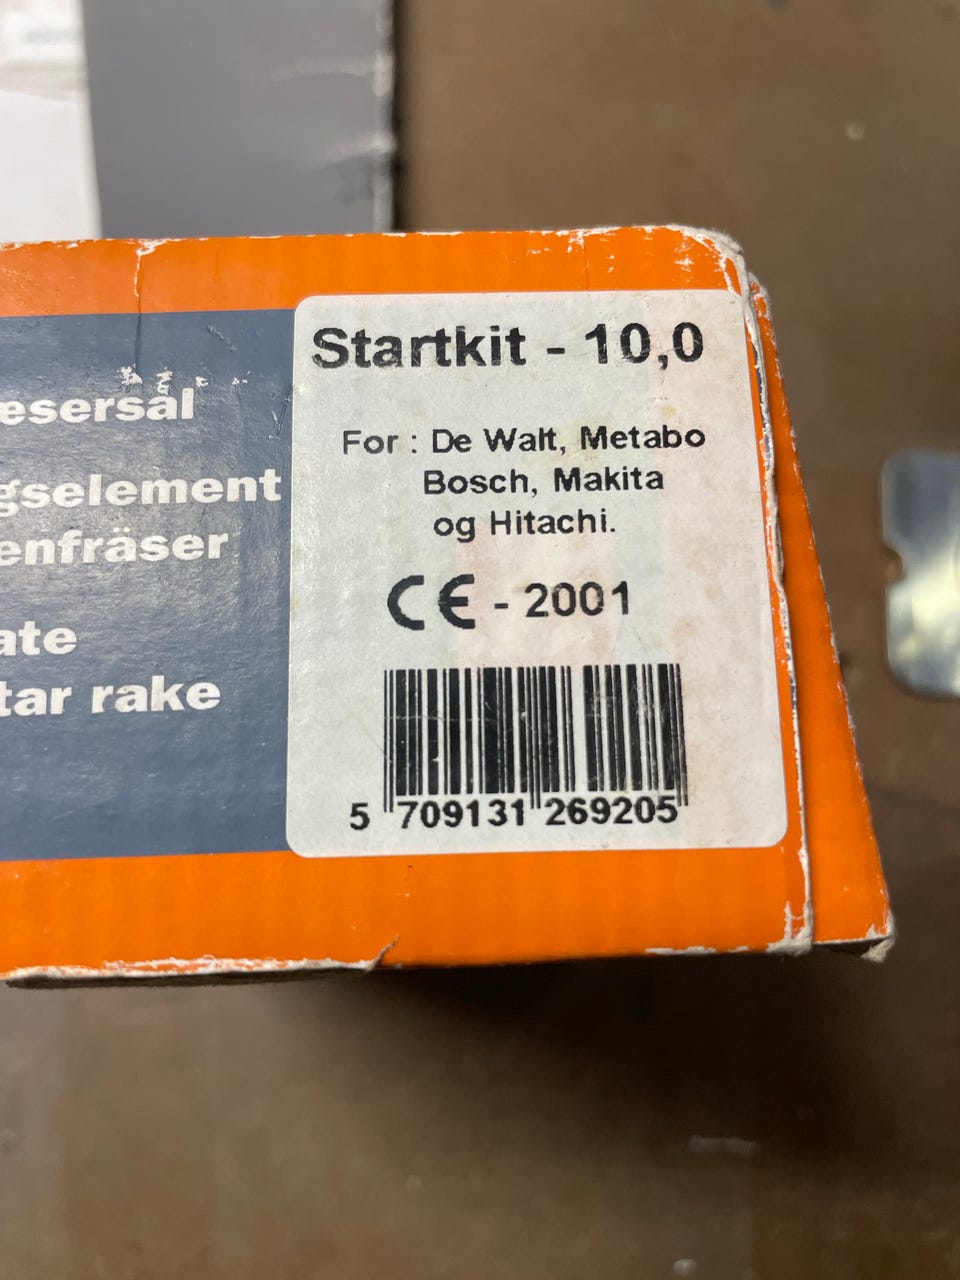 Startkit - 10,0
For : De Walt, Metabo
Bosch, Makita
og Hitachi.
CE - 2001
5 709131 269205
esersal
gselement
enfräser
ate
tar rake